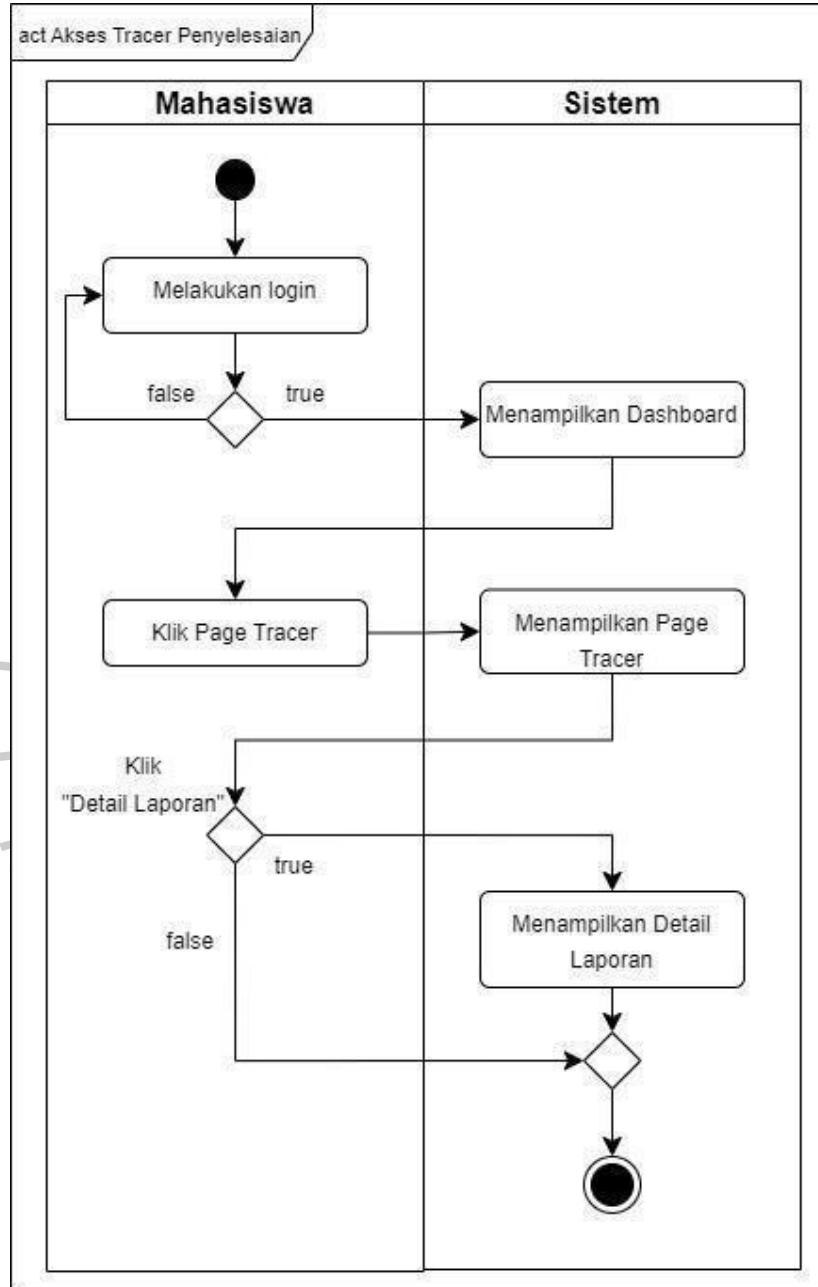 act Akses Tracer Penyelesaian
Mahasiswa
Sistem
Melakukan login
false
true
Menampilkan Dashboard
Klik Page Tracer
Menampilkan Page
Tracer
Klik
"Detail Laporan"
true
false
Menampilkan Detail
Laporan